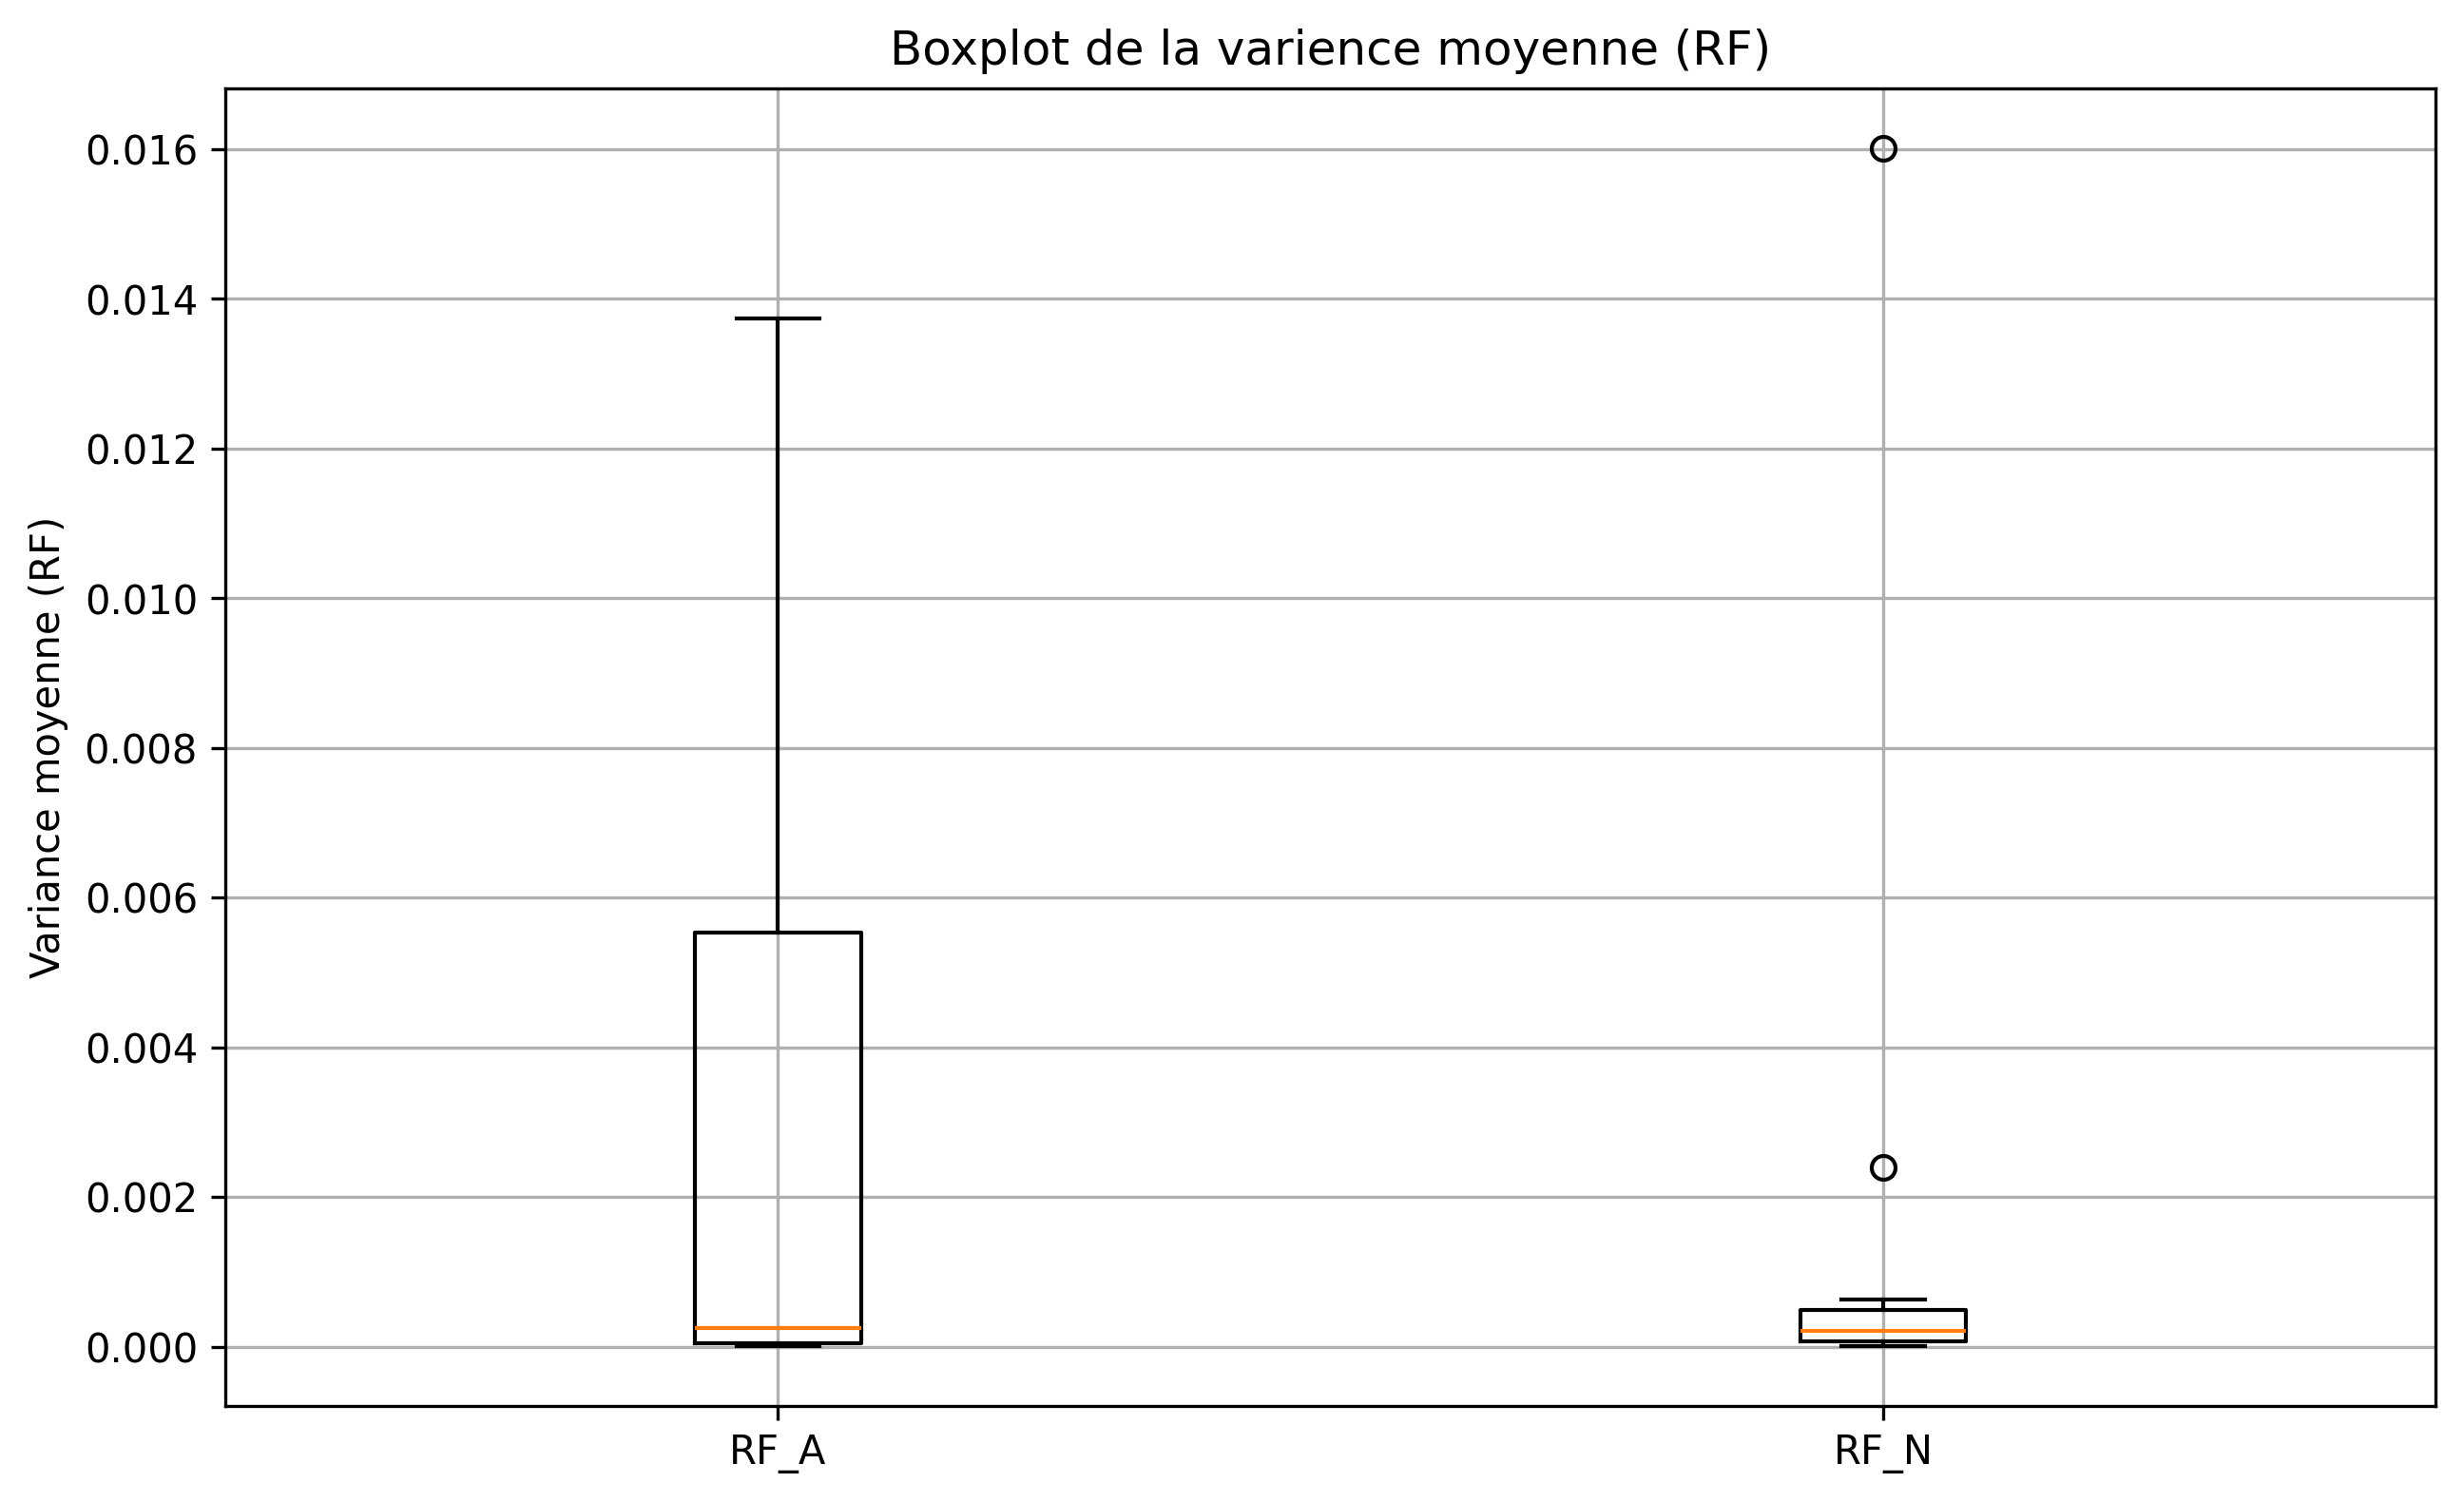 Boxplot de la varience moyenne (RF)
Variance moyenne (RF)
0.016
0.014
0.012
0.010
0.008
0.006
0.004
0.002
0.000
RF_A
RF_N